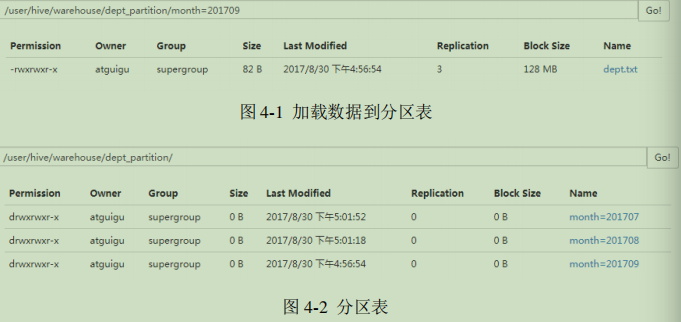 /user/hive/warehouse/dept_partition/month=201709 Go!
Permission Owner Group Size Last Modified Replication Block Size Name
-rwxrwxr-x atguigu supergroup 82 B 2017/8/30 下午4:56:54 3 128 MB dept.txt
图 4-1 加载数据到分区表
/user/hive/warehouse/dept_partition/ Go!
Permission Owner Group Size Last Modified Replication Block Size Name
drwxrwxr-x atguigu supergroup 0 B 2017/8/30 下午5:01:52 0 0 B month=201707
drwxrwxr-x atguigu supergroup 0 B 2017/8/30 下午5:01:18 0 0 B month=201708
drwxrwxr-x atguigu supergroup 0 B 2017/8/30 下午4:56:54 0 0 B month=201709
图 4-2 分区表